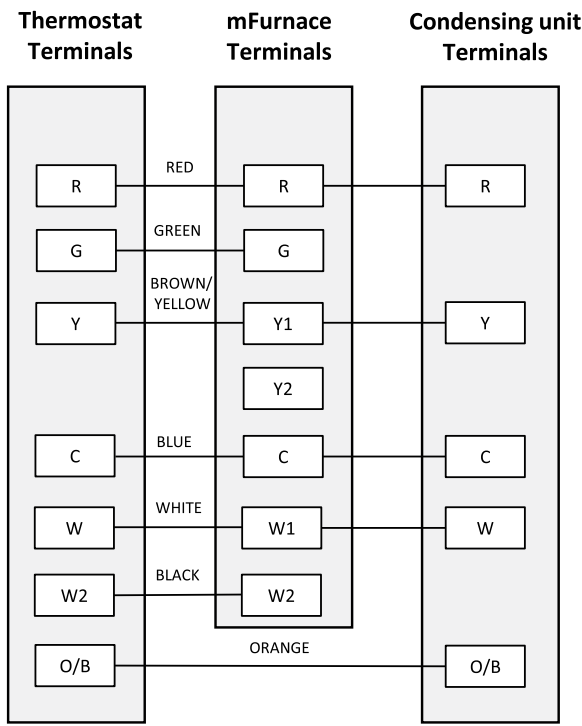 Thermostat mFurnace Condensing unit
Terminals Terminals Terminals
RED
R R R
GREEN
G G
BROWN/
YELLOW
Y Y1 Y
Y2
BLUE
C C C
WHITE
W W1 W
BLACK
W2 W2
ORANGE
O/B O/B